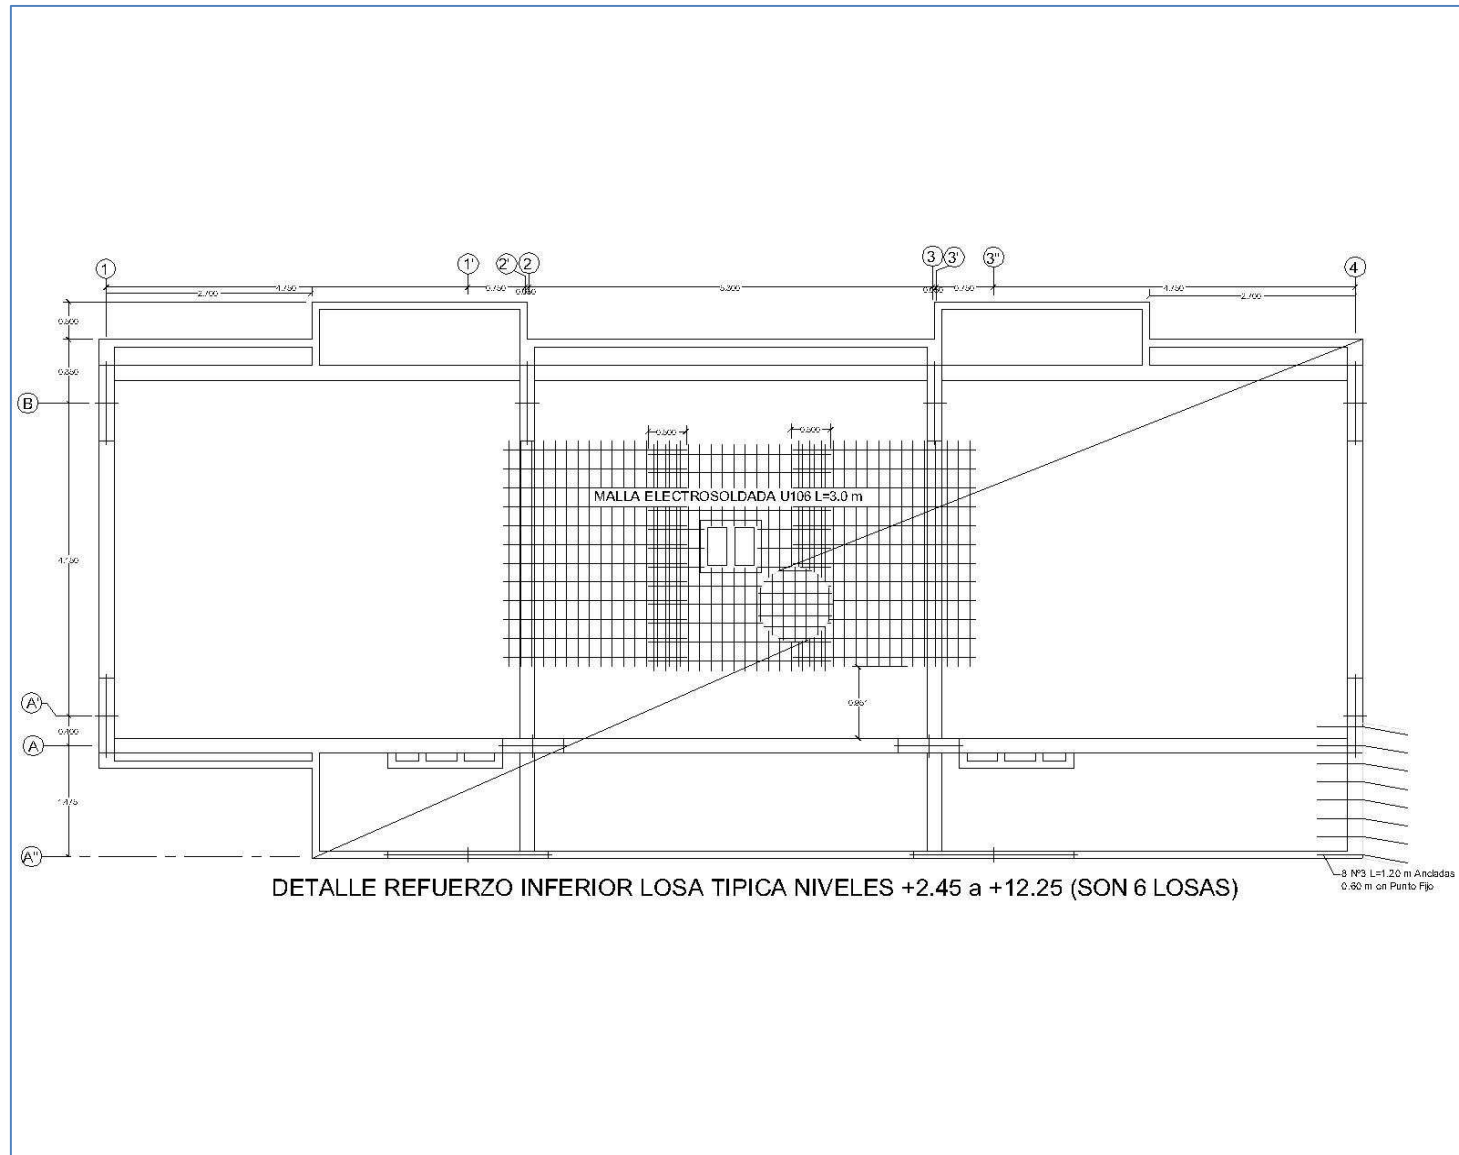 1 1' 2' 2 3 3' 3" 4
4.750 0.750 5.300 0.750 4.750
2.700 2.700
0.500
B
0.500 0.500
MALLA ELECTROSOLDADA U106 L=3.0 m
A'
A
1.475
A"
DETALLE REFUERZO INFERIOR LOSA TIPICA NIVELES +2.45 a +12.25 (SON 6 LOSAS)
8 Nº3 L=1.20 m Ancladas
0.60 m en Punto Fijo